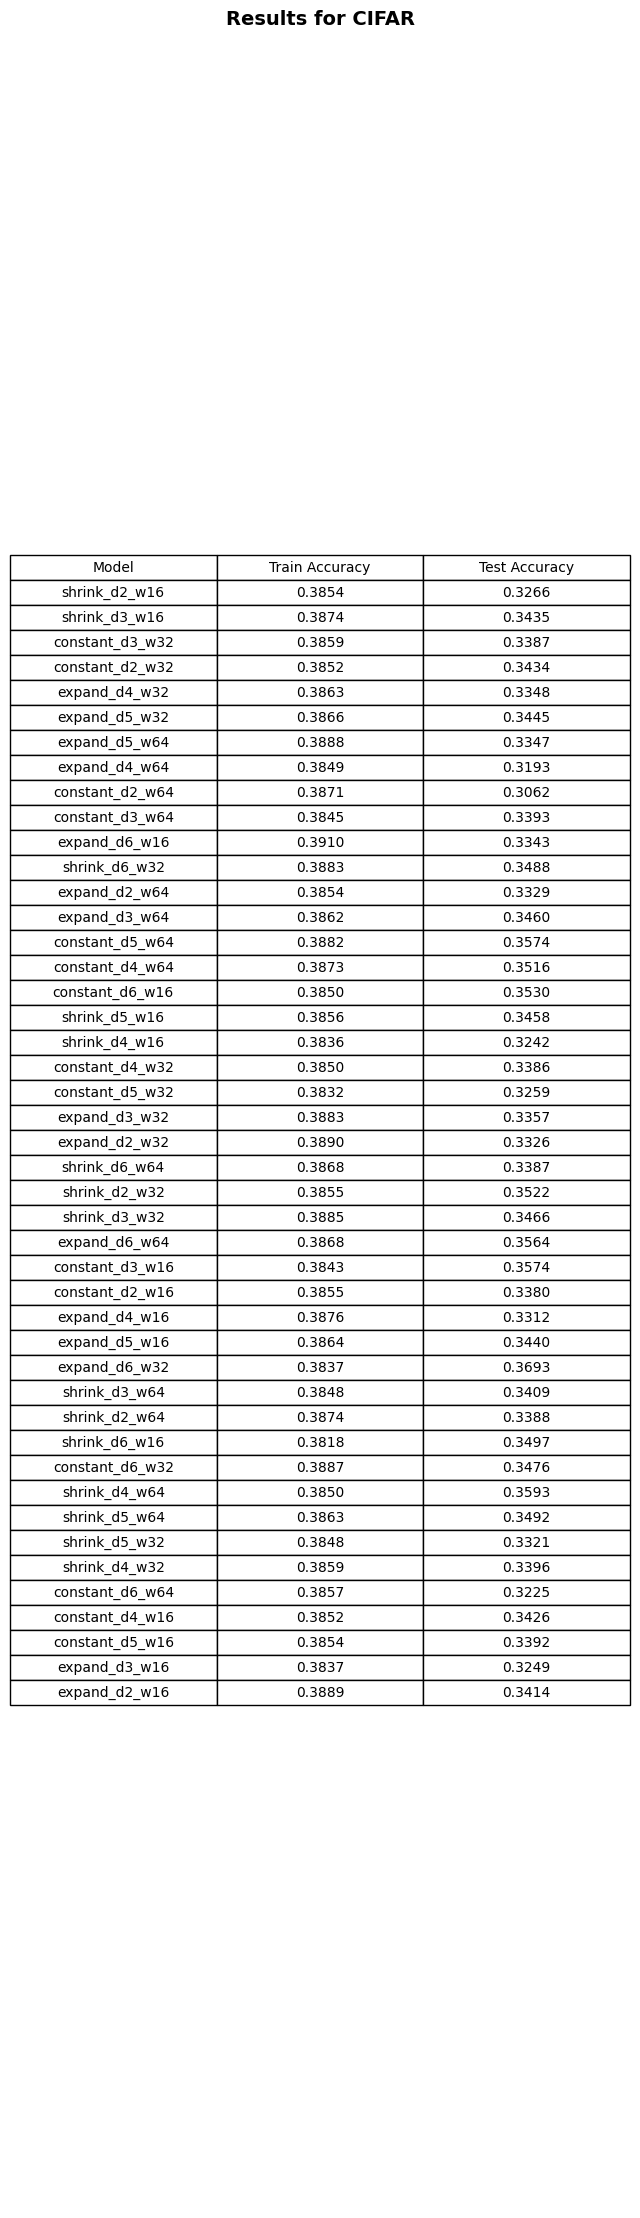 Results for CIFAR
Model Train Accuracy Test Accuracy
shrink_d2_w16 0.3854 0.3266
shrink_d3_w16 0.3874 0.3435
constant_d3_w32 0.3859 0.3387
constant_d2_w32 0.3852 0.3434
expand_d4_w32 0.3863 0.3348
expand_d5_w32 0.3866 0.3445
expand_d5_w64 0.3888 0.3347
expand_d4_w64 0.3849 0.3193
constant_d2_w64 0.3871 0.3062
constant_d3_w64 0.3845 0.3393
expand_d6_w16 0.3910 0.3343
shrink_d6_w32 0.3883 0.3488
expand_d2_w64 0.3854 0.3329
expand_d3_w64 0.3862 0.3460
constant_d5_w64 0.3882 0.3574
constant_d4_w64 0.3873 0.3516
constant_d6_w16 0.3850 0.3530
shrink_d5_w16 0.3856 0.3458
shrink_d4_w16 0.3836 0.3242
constant_d4_w32 0.3850 0.3386
constant_d5_w32 0.3832 0.3259
expand_d3_w32 0.3883 0.3357
expand_d2_w32 0.3890 0.3326
shrink_d6_w64 0.3868 0.3387
shrink_d2_w32 0.3855 0.3522
shrink_d3_w32 0.3885 0.3466
expand_d6_w64 0.3868 0.3564
constant_d3_w16 0.3843 0.3574
constant_d2_w16 0.3855 0.3380
expand_d4_w16 0.3876 0.3312
expand_d5_w16 0.3864 0.3440
expand_d6_w32 0.3837 0.3693
shrink_d3_w64 0.3848 0.3409
shrink_d2_w64 0.3874 0.3388
shrink_d6_w16 0.3818 0.3497
constant_d6_w32 0.3887 0.3476
shrink_d4_w64 0.3850 0.3593
shrink_d5_w64 0.3863 0.3492
shrink_d5_w32 0.3848 0.3321
shrink_d4_w32 0.3859 0.3396
constant_d6_w64 0.3857 0.3225
constant_d4_w16 0.3852 0.3426
constant_d5_w16 0.3854 0.3392
expand_d3_w16 0.3837 0.3249
expand_d2_w16 0.3889 0.3414